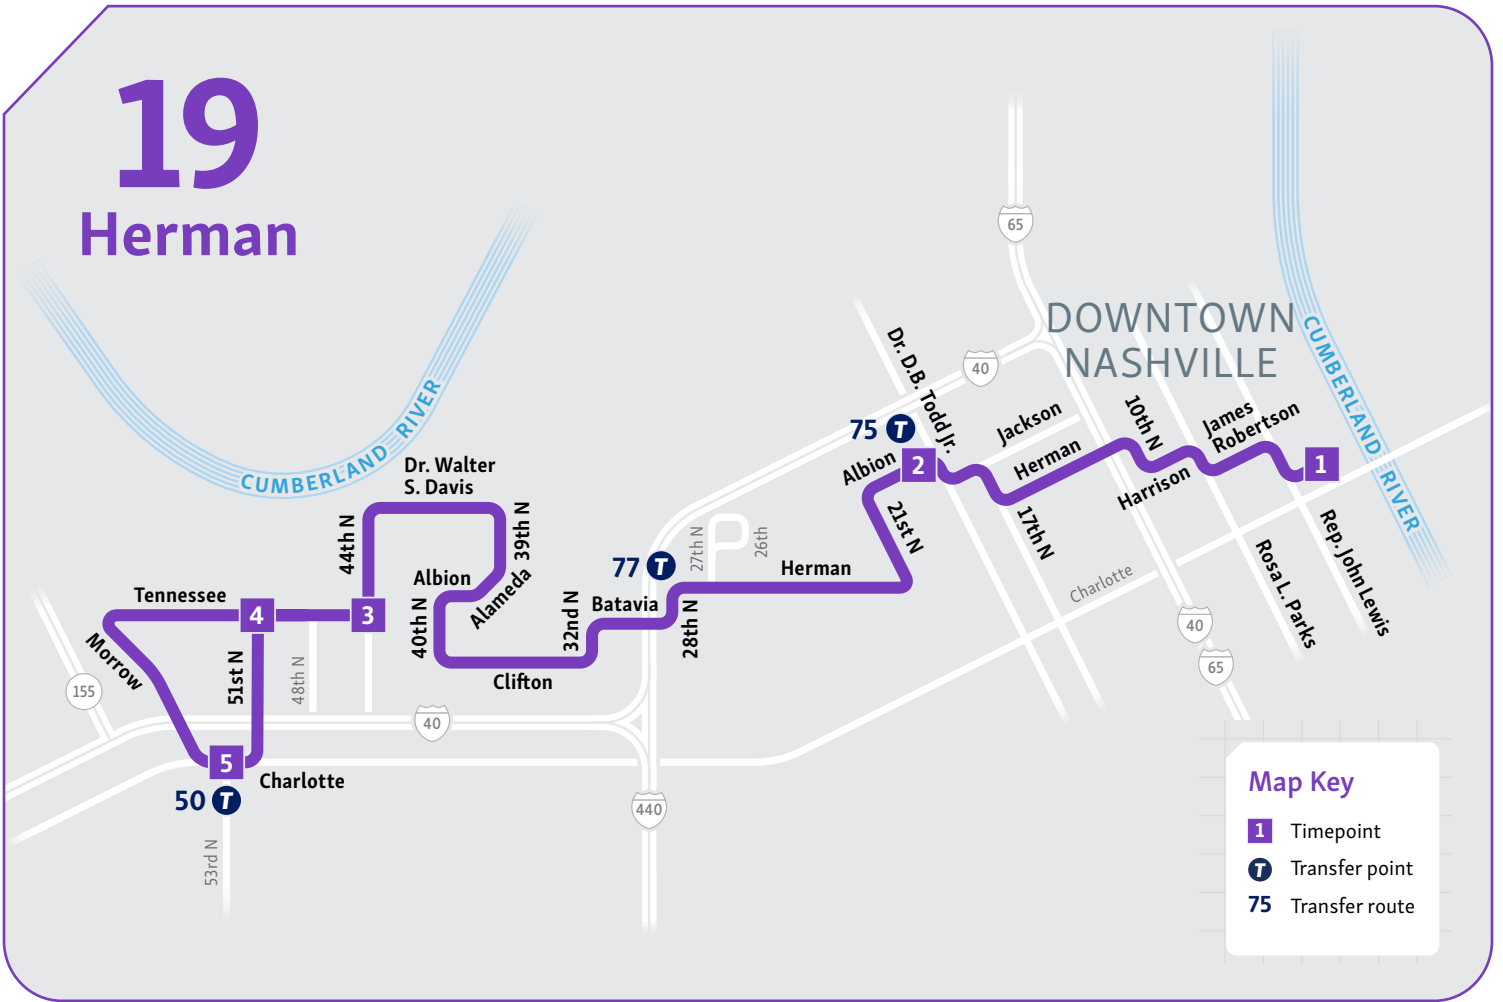 19
Herman
65
DOWNTOWN
NASHVILLE
CUMBERLAND RIVER
CUMBERLAND RIVER
CUMBERLAND
RIVER
40
Dr. D.B. Todd Jr.
75 T
Albion
2
Jackson
Herman
10th N
James
Robertson
Harrison
1
Dr. Walter
S. Davis
44th N
39th N
21st N
17th N
Rep. John Lewis
Rosa L. Parks
Charlotte
27th N
26th
77 T
Herman
Albion
Alameda
Batavia
32nd N
28th N
40th N
Tennessee
4
3
Morrow
51st N
48th N
Clifton
155
40
40
65
5
Charlotte
50 T
53rd N
440
Map Key
1 Timepoint
T Transfer point
75 Transfer route